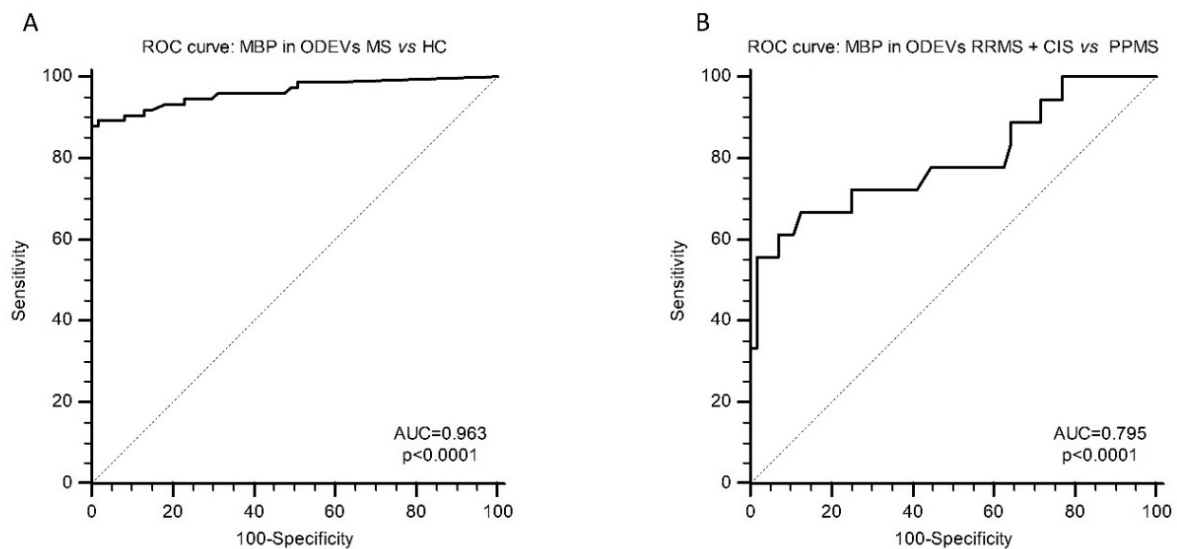 A
ROC curve: MBP in ODEVs MS vs HC
100
80
60
40
20
0
Sensitivity
0 20 40 60 80 100
100-Specificity
AUC=0.963
p<0.0001
B
ROC curve: MBP in ODEVs RRMS + CIS vs PPMS
100
80
60
40
20
0
Sensitivity
0 20 40 60 80 100
100-Specificity
AUC=0.795
p<0.0001